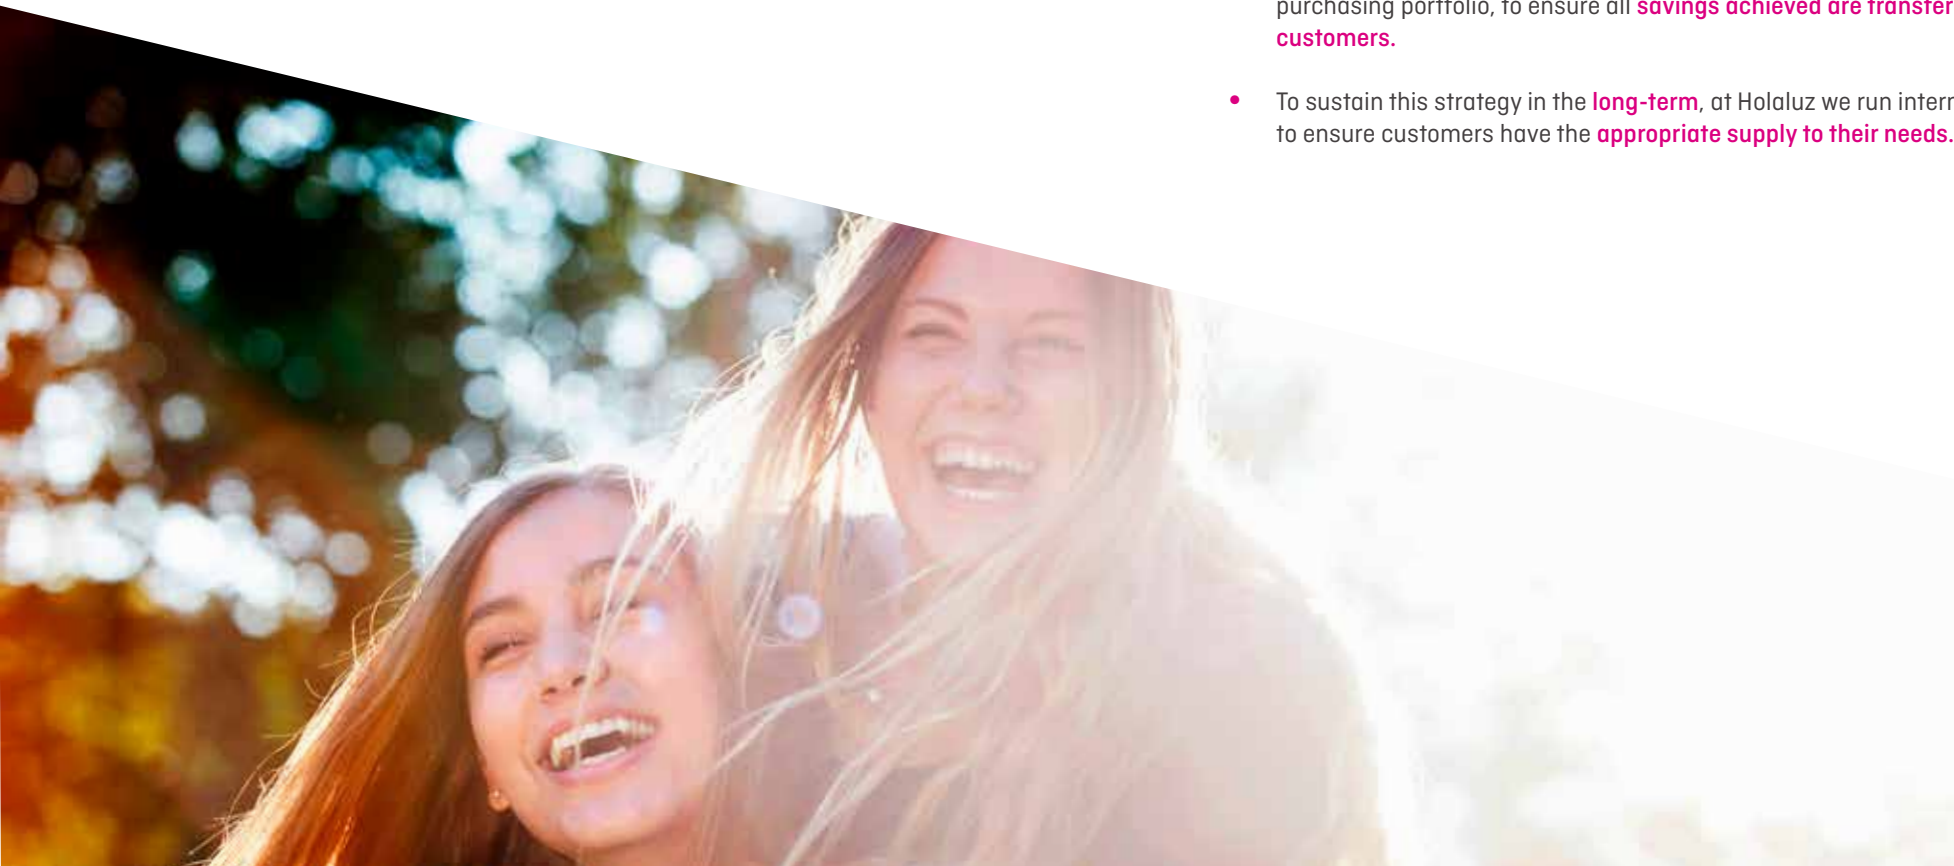 purchasing portfolio, to ensure all savings achieved are transfer
customers.
• To sustain this strategy in the long-term, at Holaluz we run
to ensure customers have the appropriate supply to their needs.